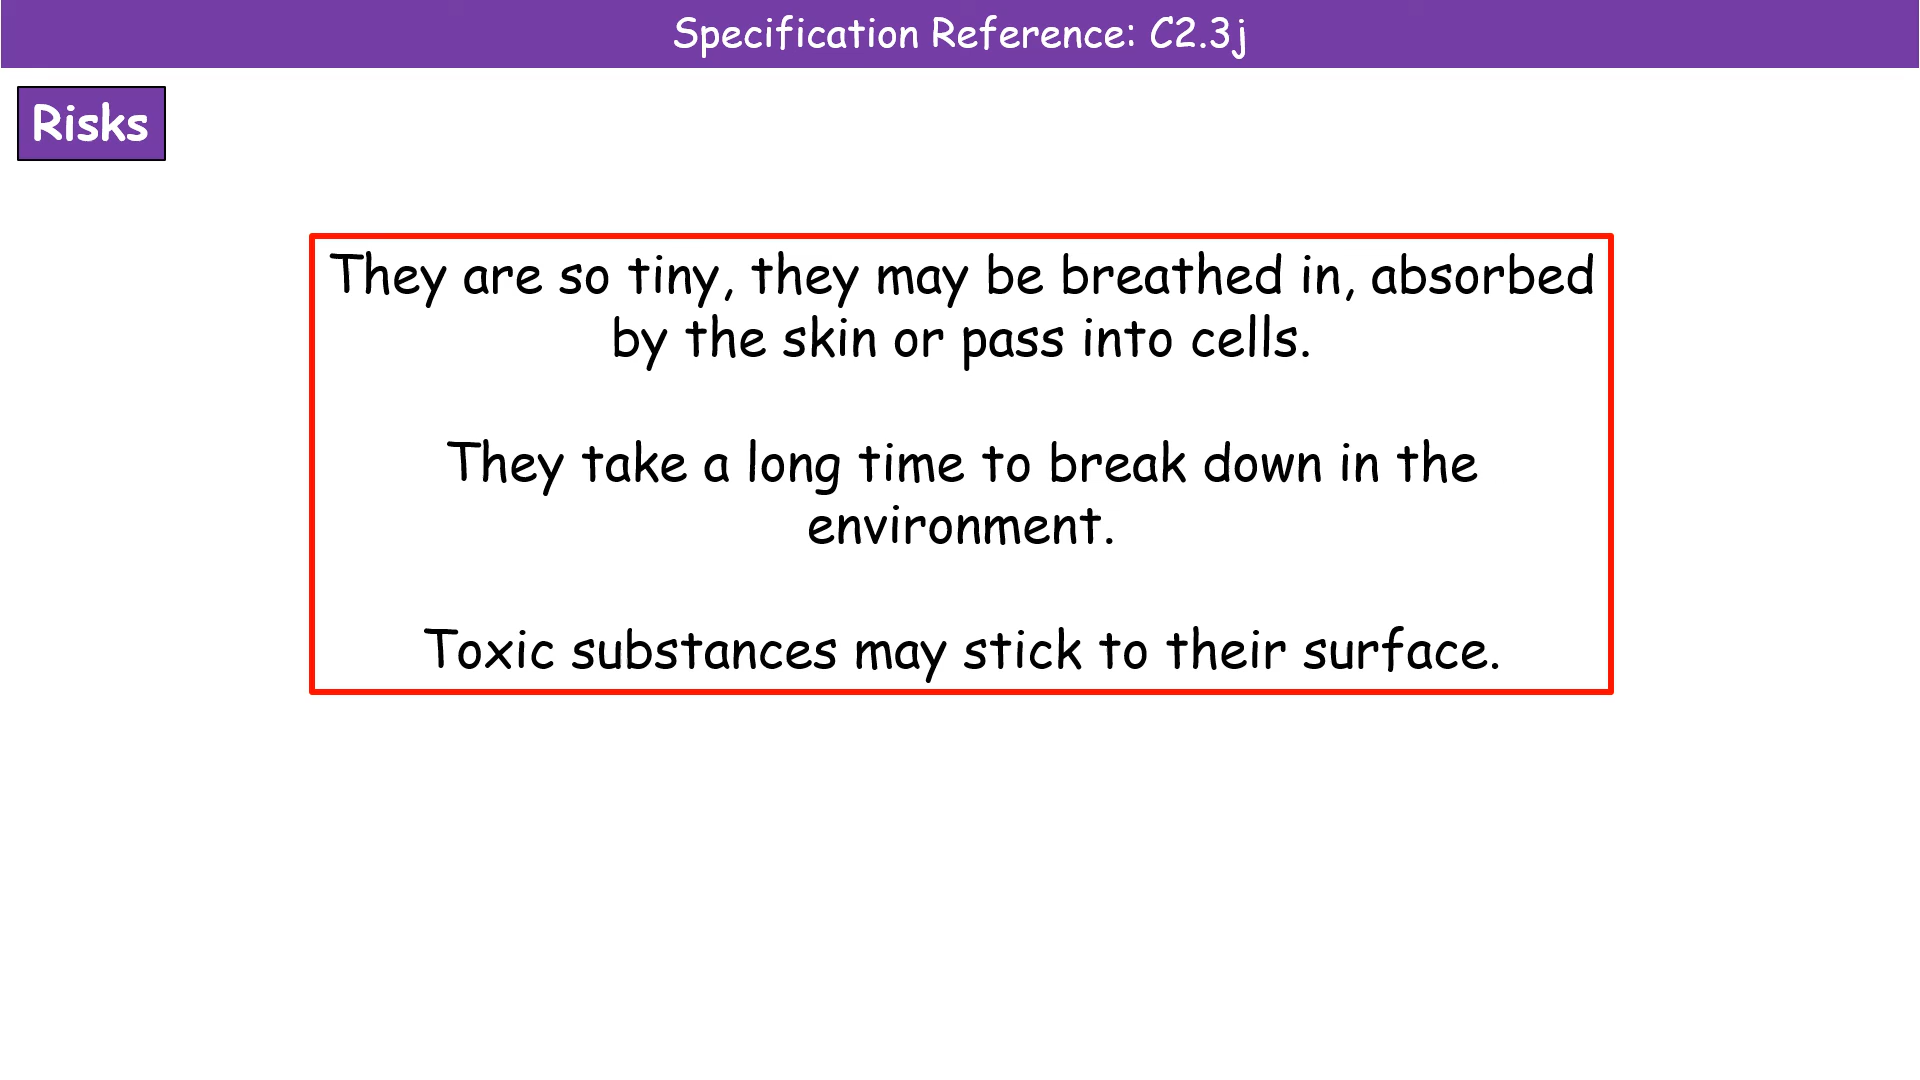 Specification Reference: C2.3j
Risks
They are so tiny, they may be breathed in, absorbed
by the skin or pass into cells.
They take a long time to break down in the
environment.
Toxic substances may stick to their surface.